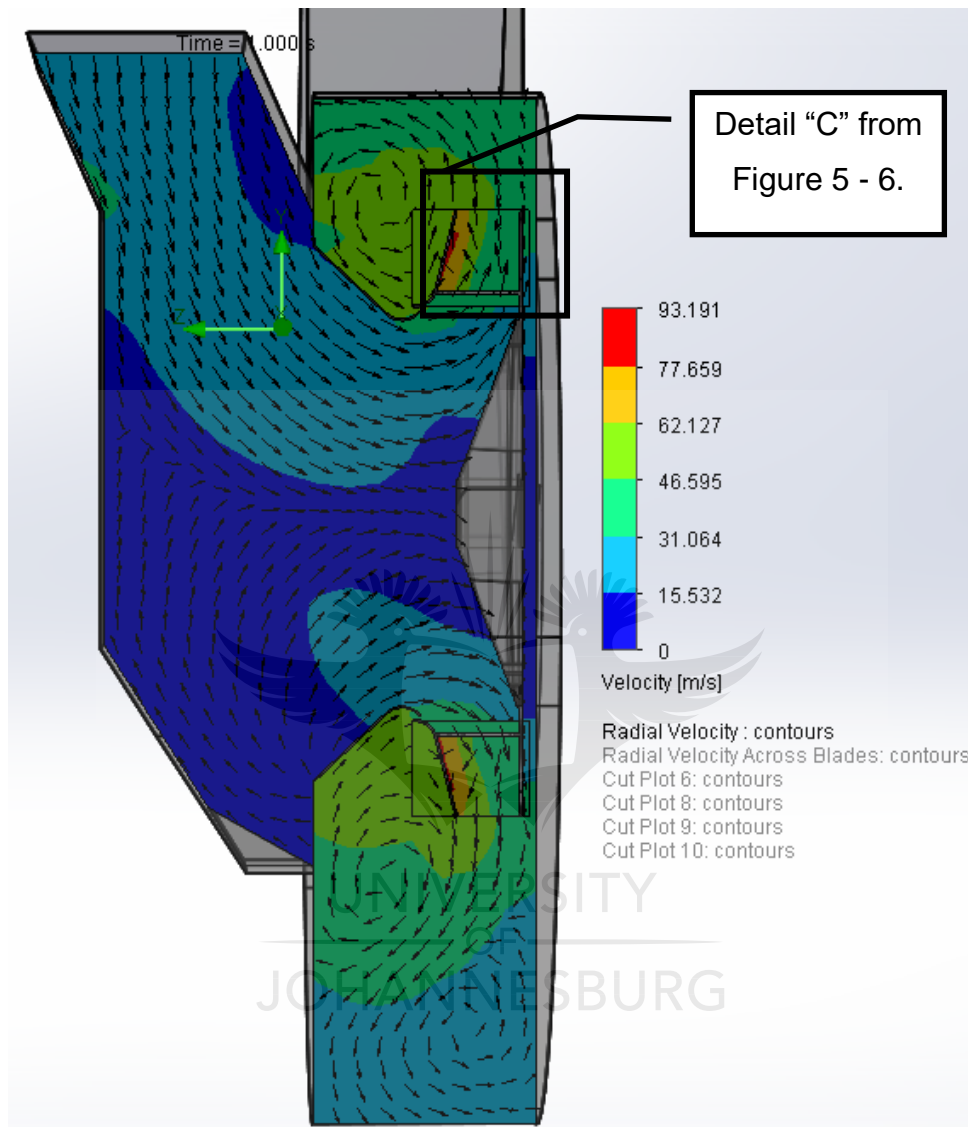 Time = 1.000 s
Detail “C” from
Figure 5 - 6.
Y
Z
93.191
77.659
62.127
46.595
31.064
15.532
0
Velocity [m/s]
Radial Velocity : contours
Radial Velocity Across Blades: contours
Cut Plot 6: contours
Cut Plot 8: contours
Cut Plot 9: contours
Cut Plot 10: contours
UNIVERSITY
OF
JOHANNESBURG